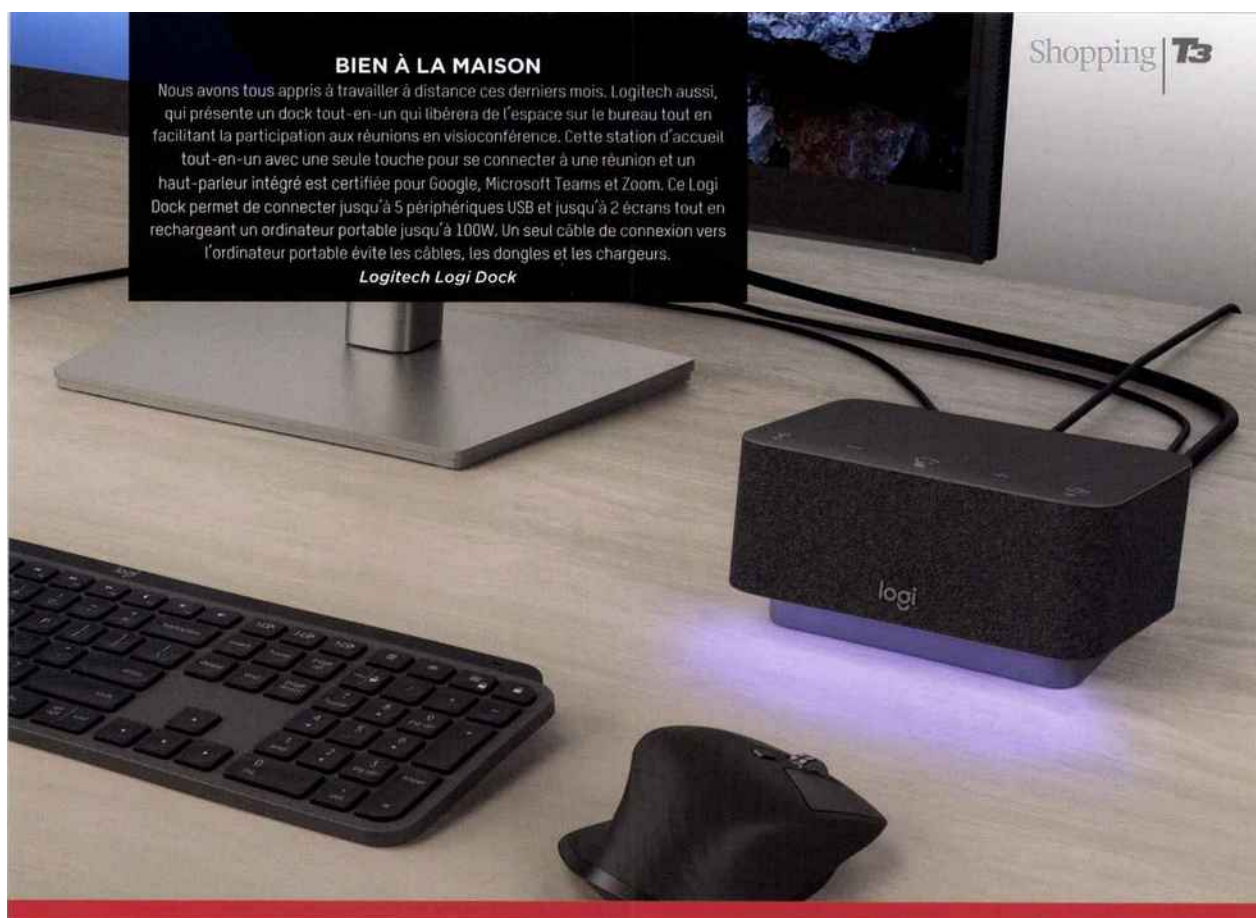 Shopping | T3
BIEN À LA MAISON
Nous avons tous appris à travailler à distance ces derniers mois. Logitech aussi,
qui présente un dock tout-en-un qui libérera de l'espace sur le bureau tout en
facilitant la participation aux réunions en visioconférence. Cette station d'accueil
tout-en-un avec une seule touche pour se connecter à une réunion et un
haut-parleur intégré est certifiée pour Google, Microsoft Teams et Zoom. Ce Logi
Dock permet de connecter jusqu'à 5 périphériques USB et jusqu'à 2 écrans tout en
rechargeant un ordinateur portable jusqu'à 100W. Un seul câble de connexion vers
l'ordinateur portable évite les câbles, les dongles et les chargeurs.
Logitech Logi Dock
logi
logi